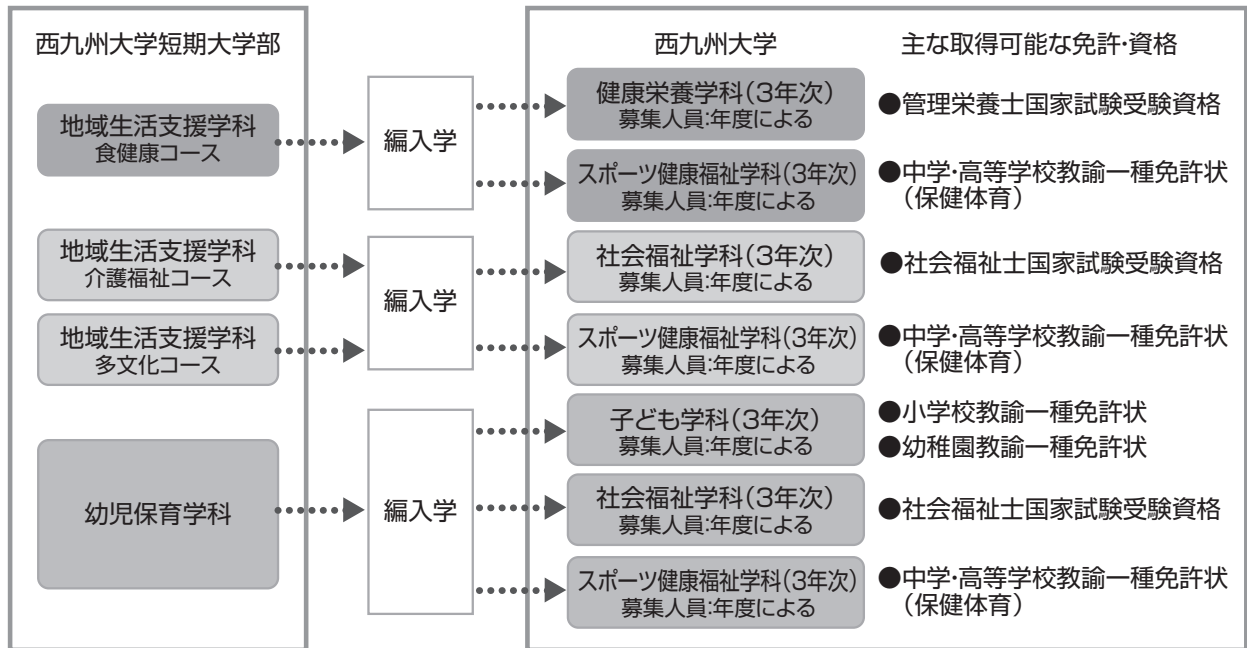 西九州大学短期大学部
地域生活支援学科
食健康コース
地域生活支援学科
介護福祉コース
地域生活支援学科
多文化コース
幼児保育学科
編入学
編入学
編入学
西九州大学
主な取得可能な免許・資格
健康栄養学科(3年次)
募集人員:年度による
●管理栄養士国家試験受験資格
スポーツ健康福祉学科(3年次)
募集人員:年度による
●中学・高等学校教諭一種免許状
(保健体育)
社会福祉学科(3年次)
募集人員:年度による
●社会福祉士国家試験受験資格
スポーツ健康福祉学科(3年次)
募集人員:年度による
●中学・高等学校教諭一種免許状
(保健体育)
子ども学科(3年次)
募集人員:年度による
●小学校教諭一種免許状
●幼稚園教諭一種免許状
社会福祉学科(3年次)
募集人員:年度による
●社会福祉士国家試験受験資格
スポーツ健康福祉学科(3年次)
募集人員:年度による
●中学・高等学校教諭一種免許状
(保健体育)